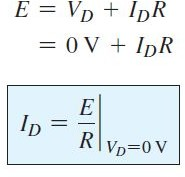 E = V_D + I_D R
= 0 V + I_D R
I_D = E/R |_{V_D=0 V}